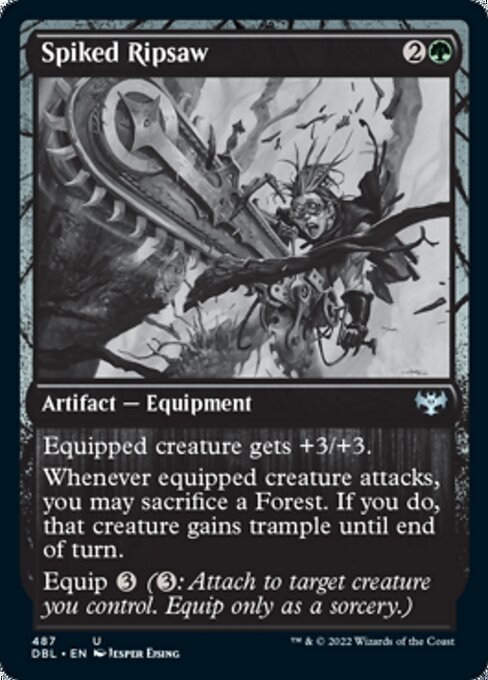 Spiked Ripsaw 2
Artifact — Equipment
Equipped creature gets +3/+3.
Whenever equipped creature attacks,
you may sacrifice a Forest. If you do,
that creature gains trample until end
of turn.
Equip 3 (3: Attach to target creature
you control. Equip only as a sorcery.)
487 U
DBL • EN Jesper Ejsing
™ & © 2022 Wizards of the Coast